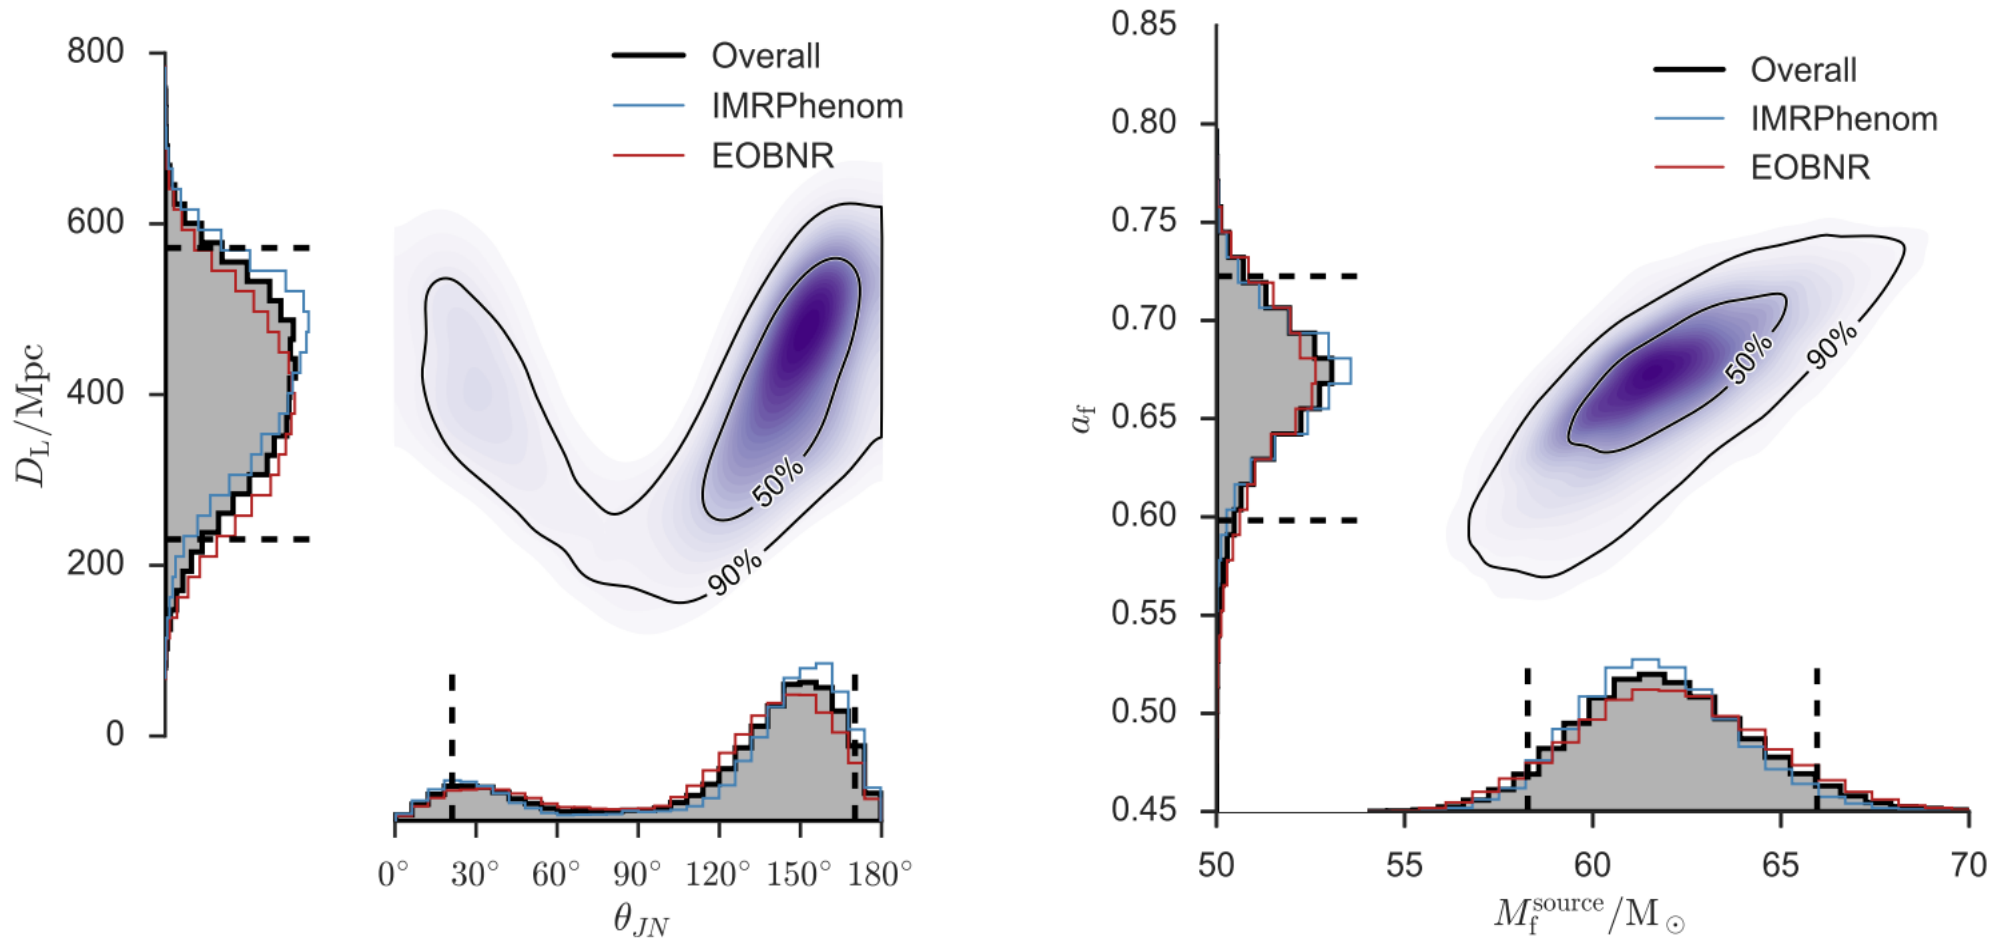 800
600
400
200
0
D_L/Mpc
Overall
IMRPhenom
EOBNR
50%
90%
0° 30° 60° 90° 120° 150° 180°
θ_JN
0.85
0.80
0.75
0.70
0.65
0.60
0.55
0.50
0.45
a_f
Overall
IMRPhenom
EOBNR
50%
90%
50 55 60 65 70
M_f^source/M_⊙